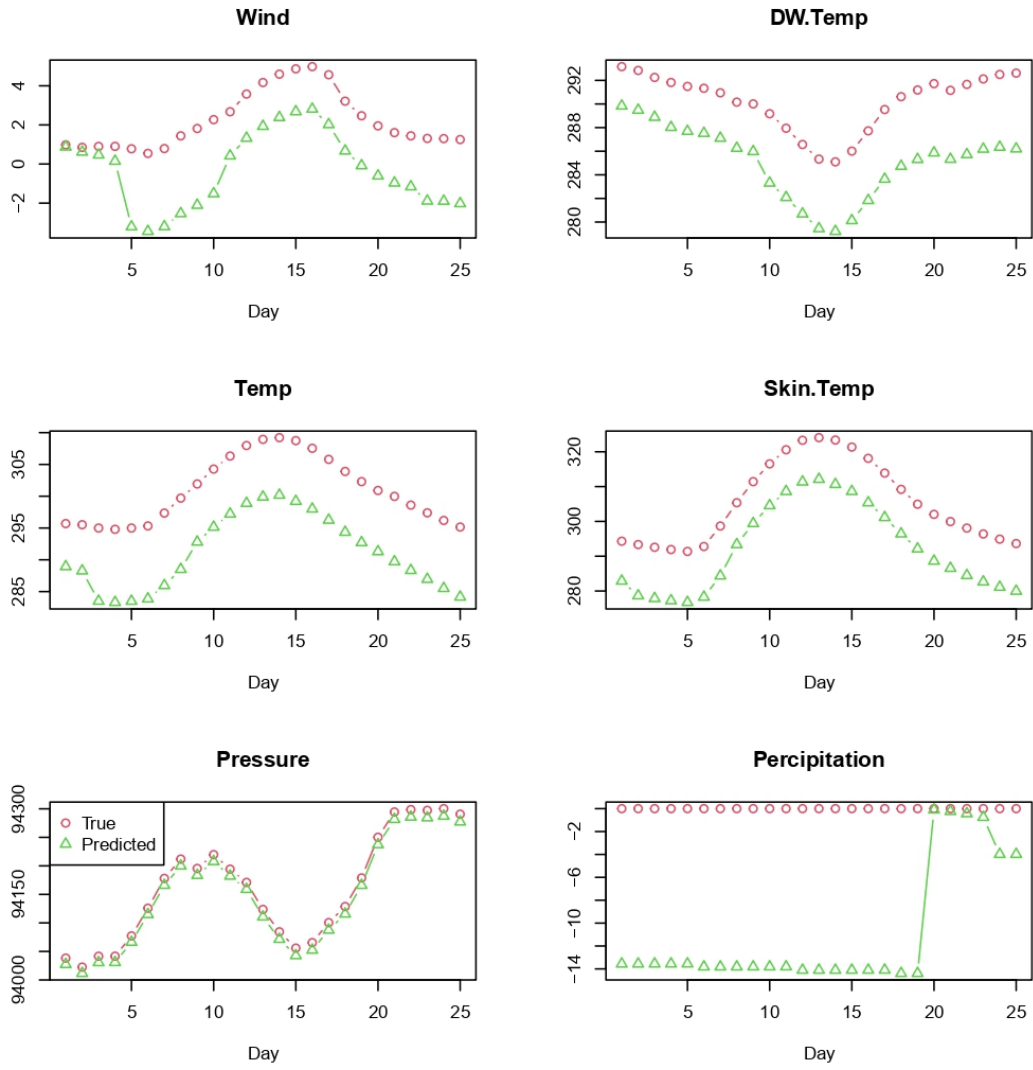 Wind
4
2
0
−2
5 10 15 20 25
Day
DW.Temp
292
288
284
280
5 10 15 20 25
Day
Temp
305
295
285
5 10 15 20 25
Day
Skin.Temp
320
300
280
5 10 15 20 25
Day
Pressure
94300
94150
94000
True
Predicted
5 10 15 20 25
Day
Percipitation
−2
−6
−10
−14
5 10 15 20 25
Day